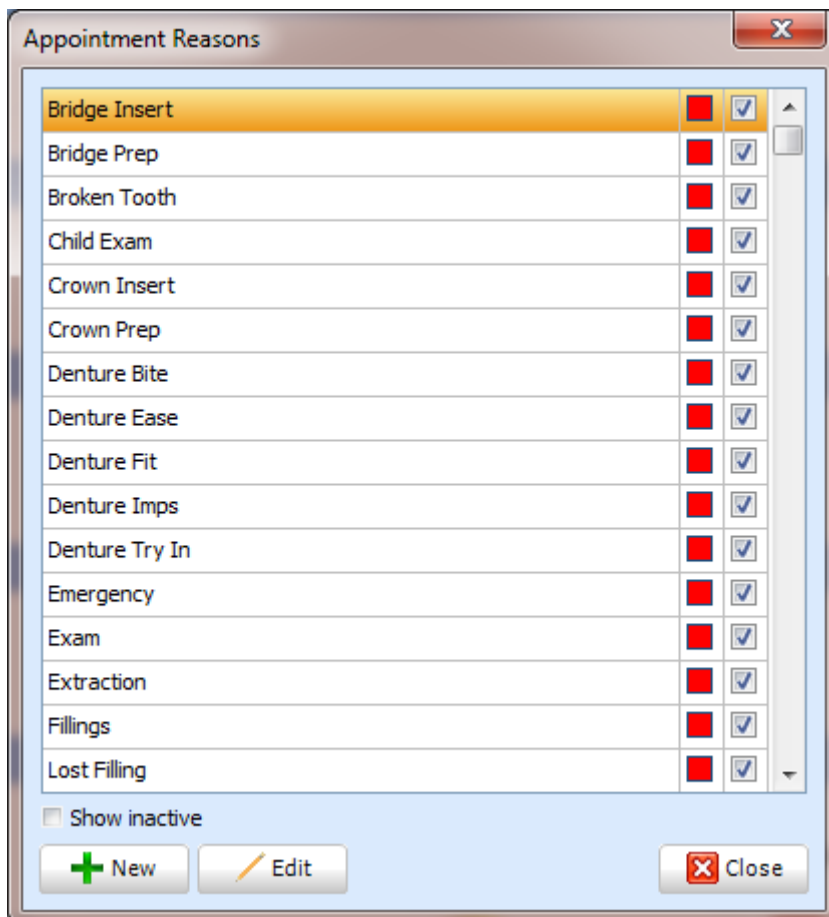 Appointment Reasons
Bridge Insert
Bridge Prep
Broken Tooth
Child Exam
Crown Insert
Crown Prep
Denture Bite
Denture Ease
Denture Fit
Denture Imps
Denture Try In
Emergency
Exam
Extraction
Fillings
Lost Filling
Show inactive
New Edit Close